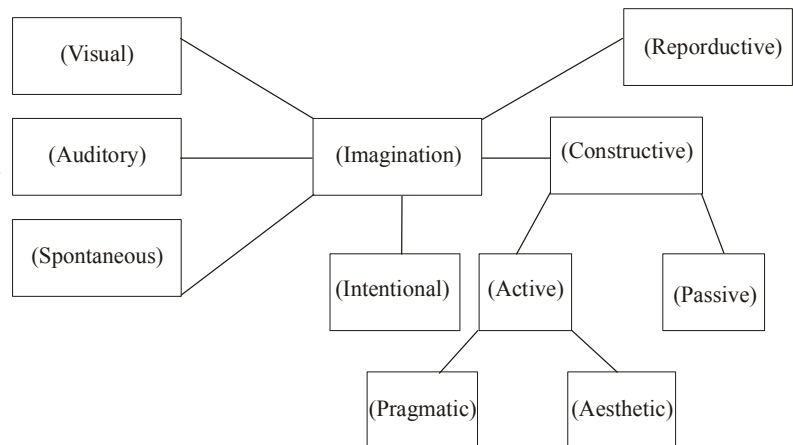 (Visual)
(Reporductive)
(Auditory)
(Imagination)
(Constructive)
(Spontaneous)
(Intentional)
(Active)
(Passive)
(Pragmatic)
(Aesthetic)